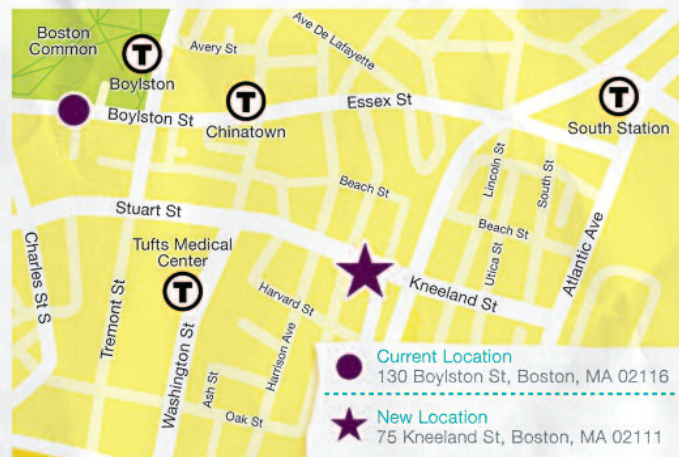 Boston
Common
T
Boylston
Avery St
Ave De Lafayette
T
Chinatown
Boylston St
Essex St
T
South Station
Beach St
Lincoln St
South St
Stuart St
Beach St
Utica St
Atlantic Ave
Charles St S
Tufts Medical
Center
T
Tremont St
Washington St
Harvard St
Kneeland St
Harrison Ave
Ash St
Oak St
Current Location
130 Boylston St, Boston, MA 02116
New Location
75 Kneeland St, Boston, MA 02111